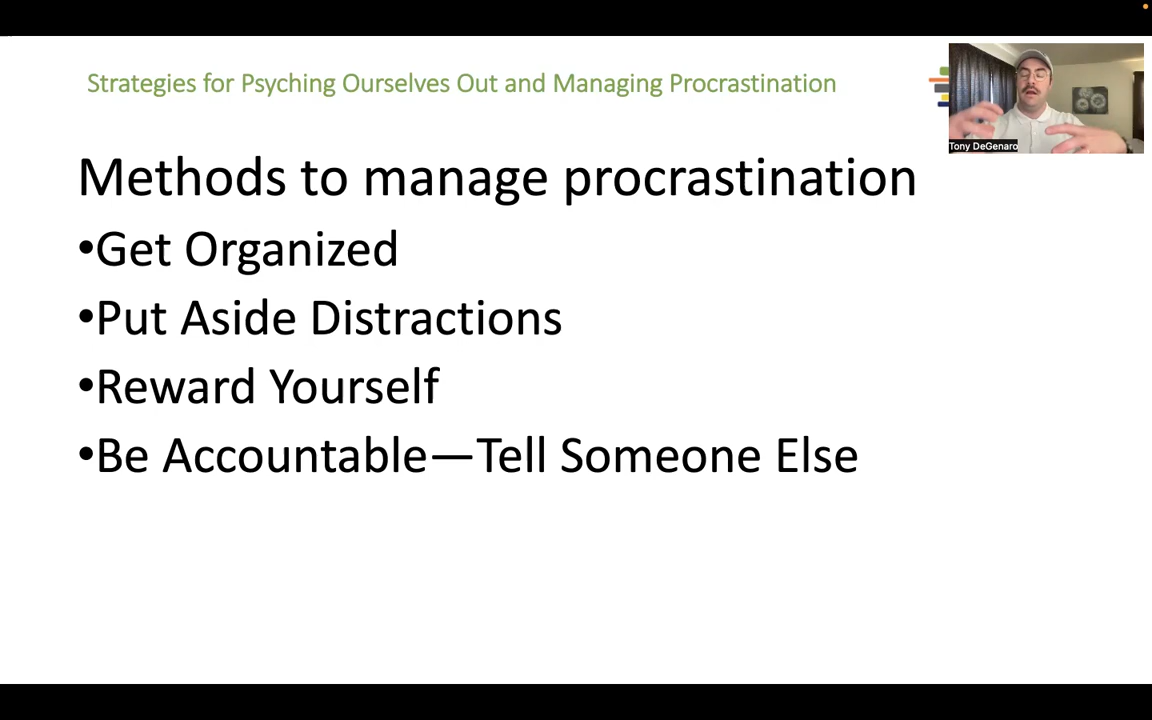 Strategies for Psyching Ourselves Out and Managing Procrastination
Tony DeGenaro
Methods to manage procrastination
•Get Organized
•Put Aside Distractions
•Reward Yourself
•Be Accountable—Tell Someone Else